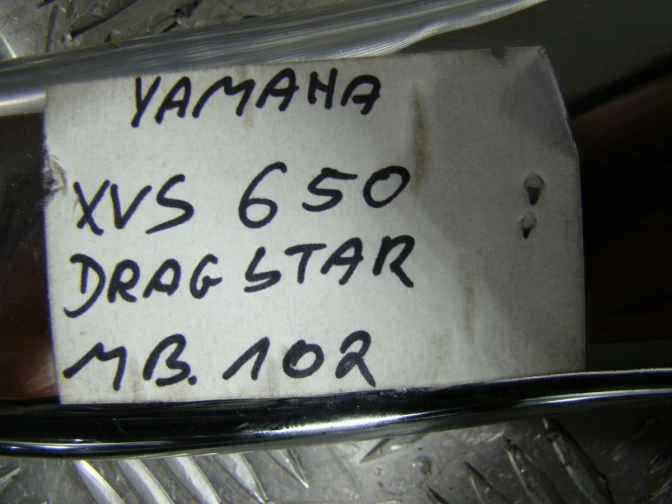 YAMAHA
XVS 650
DRAG STAR
MB. 102